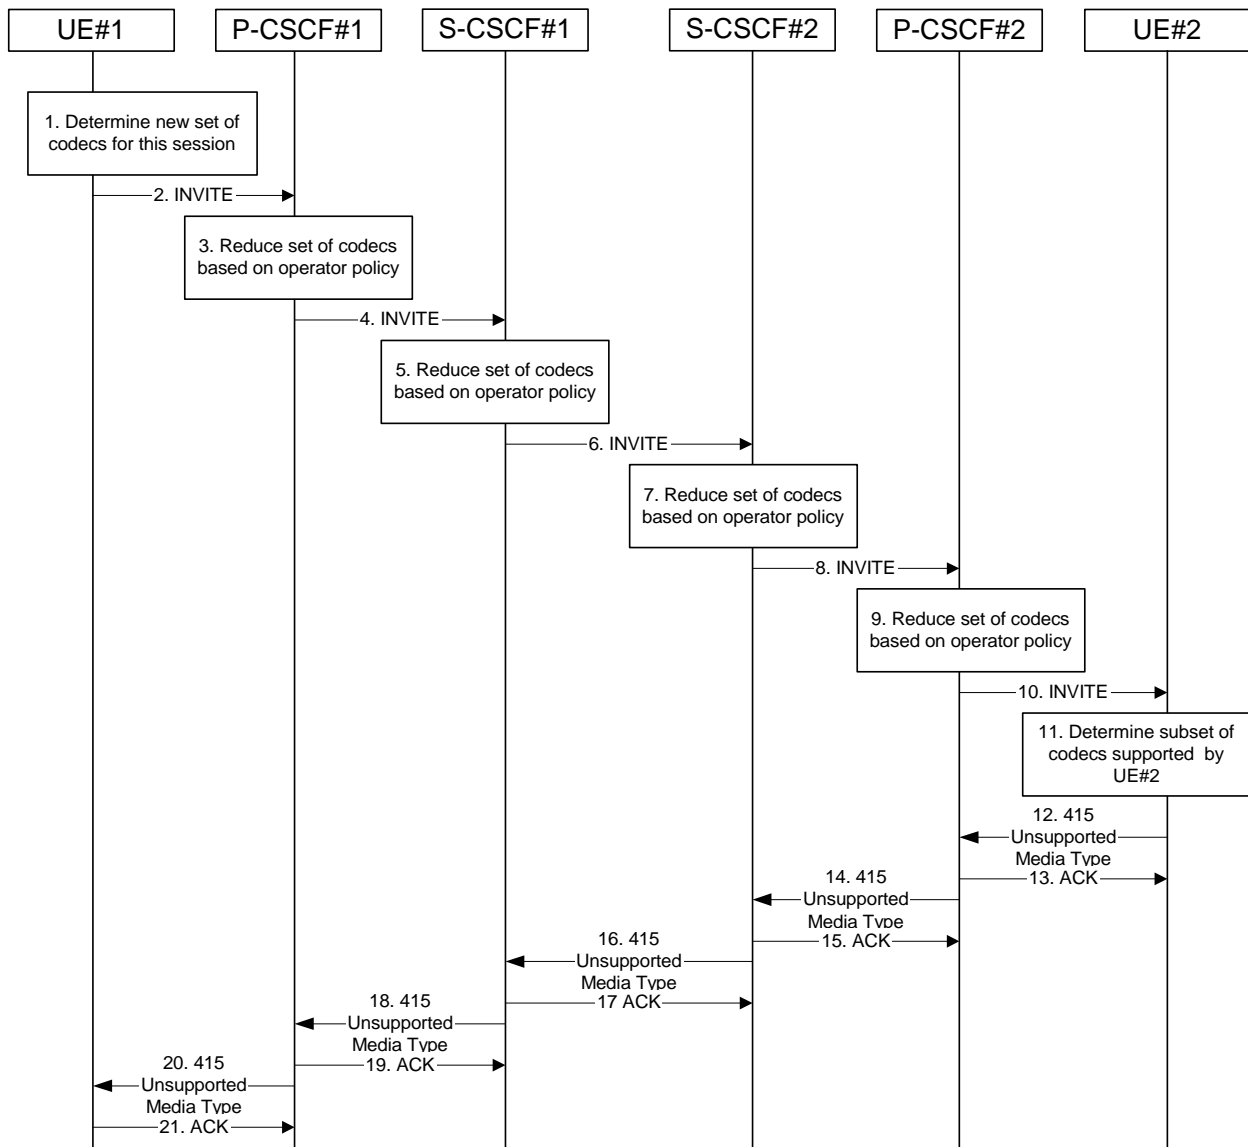 UE#1
P-CSCF#1
S-CSCF#1
S-CSCF#2
P-CSCF#2
UE#2
1. Determine new set of
codecs for this session
2. INVITE
3. Reduce set of codecs
based on operator policy
4. INVITE
5. Reduce set of codecs
based on operator policy
6. INVITE
7. Reduce set of codecs
based on operator policy
8. INVITE
9. Reduce set of codecs
based on operator policy
10. INVITE
11. Determine subset of
codecs supported by
UE#2
12. 415
Unsupported
Media Type
13. ACK
14. 415
Unsupported
Media Type
15. ACK
16. 415
Unsupported
Media Type
17 ACK
18. 415
Unsupported
Media Type
19. ACK
20. 415
Unsupported
Media Type
21. ACK